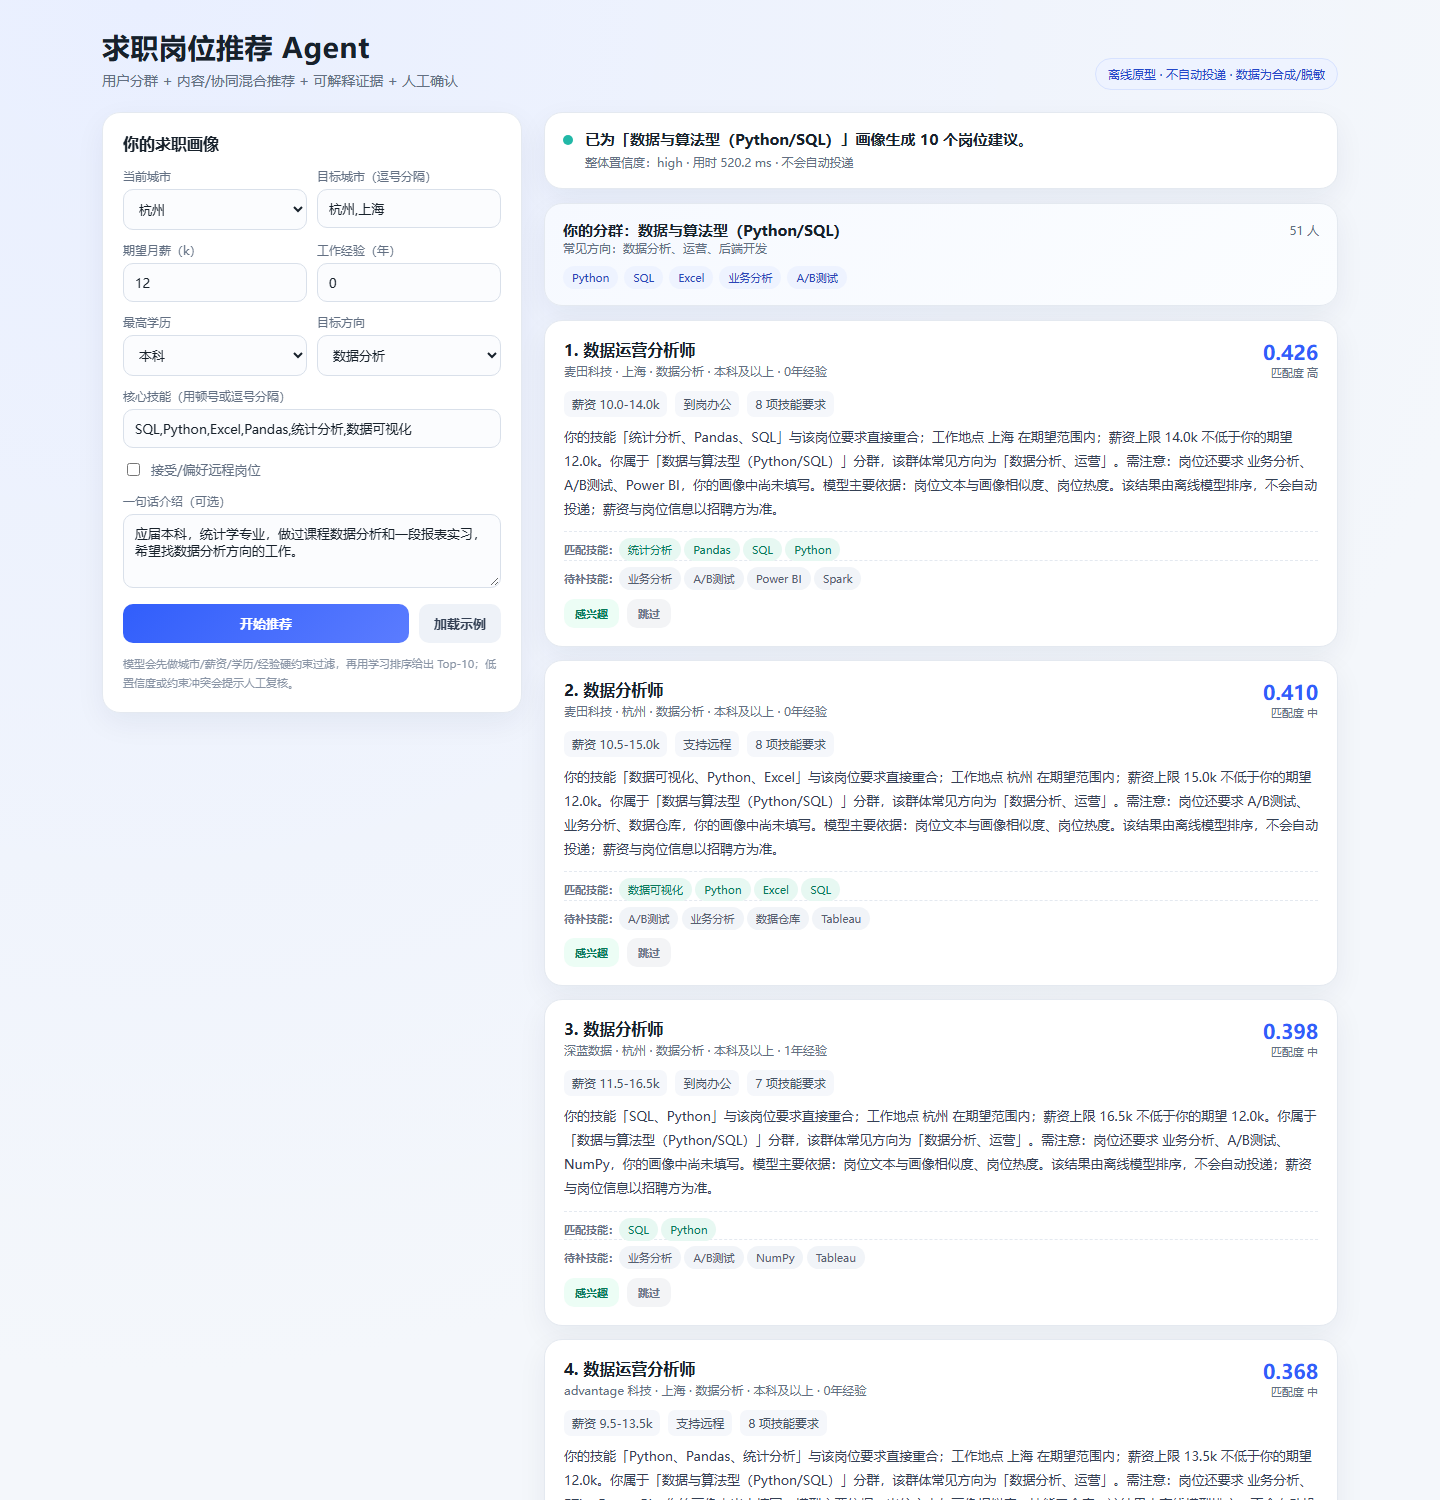 求职岗位推荐 Agent
用户分群 + 内容/协同混合推荐 + 可解释证据 + 人工确认
离线原型 · 不自动投递 · 数据为合成/脱敏
你的求职画像
当前城市
目标城市（逗号分隔）
杭州
杭州,上海
期望月薪（k）
工作经验（年）
12
0
最高学历
目标方向
本科
数据分析
核心技能（用顿号或逗号分隔）
SQL,Python,Excel,Pandas,统计分析,数据可视化
接受/偏好远程岗位
一句话介绍（可选）
应届本科，统计学专业，做过课程数据分析和一段报表实习，
希望找数据分析方向的工作。
开始推荐
加载示例
模型会先做城市/薪资/学历/经验硬约束过滤，再用学习排序给出 Top-10；低
置信度或约束冲突会提示人工复核。
已为「数据与算法型（Python/SQL）」画像生成 10 个岗位建议。
整体置信度：high · 用时 520.2 ms · 不会自动投递
你的分群：数据与算法型（Python/SQL）
51 人
常见方向：数据分析、运营、后端开发
Python
SQL
Excel
业务分析
A/B测试
1. 数据运营分析师
0.426
麦田科技 · 上海 · 数据分析 · 本科及以上 · 0年经验
匹配度 高
薪资 10.0-14.0k
到岗办公
8 项技能要求
你的技能「统计分析、Pandas、SQL」与该岗位要求直接重合；工作地点 上海 在期望范围内；薪资上限 14.0k 不低于你的期望
12.0k。你属于「数据与算法型（Python/SQL）」分群，该群体常见方向为「数据分析、运营」。需注意：岗位还要求 业务分析、
A/B测试、Power BI，你的画像中尚未填写。模型主要依据：岗位文本与画像相似度、岗位热度。该结果由离线模型排序，不会自动
投递；薪资与岗位信息以招聘方为准。
匹配技能：
统计分析
Pandas
SQL
Python
待补技能：
业务分析
A/B测试
Power BI
Spark
感兴趣
跳过
2. 数据分析师
0.410
麦田科技 · 杭州 · 数据分析 · 本科及以上 · 0年经验
匹配度 中
薪资 10.5-15.0k
支持远程
8 项技能要求
你的技能「数据可视化、Python、Excel」与该岗位要求直接重合；工作地点 杭州 在期望范围内；薪资上限 15.0k 不低于你的期望
12.0k。你属于「数据与算法型（Python/SQL）」分群，该群体常见方向为「数据分析、运营」。需注意：岗位还要求 A/B测试、
业务分析、数据仓库，你的画像中尚未填写。模型主要依据：岗位文本与画像相似度、岗位热度。该结果由离线模型排序，不会自动
投递；薪资与岗位信息以招聘方为准。
匹配技能：
数据可视化
Python
Excel
SQL
待补技能：
A/B测试
业务分析
数据仓库
Tableau
感兴趣
跳过
3. 数据分析师
0.398
深蓝数据 · 杭州 · 数据分析 · 本科及以上 · 1年经验
匹配度 中
薪资 11.5-16.5k
到岗办公
7 项技能要求
你的技能「SQL、Python」与该岗位要求直接重合；工作地点 杭州 在期望范围内；薪资上限 16.5k 不低于你的期望 12.0k。你属于
「数据与算法型（Python/SQL）」分群，该群体常见方向为「数据分析、运营」。需注意：岗位还要求 业务分析、A/B测试、
NumPy，你的画像中尚未填写。模型主要依据：岗位文本与画像相似度、岗位热度。该结果由离线模型排序，不会自动投递；薪资
与岗位信息以招聘方为准。
匹配技能：
SQL
Python
待补技能：
业务分析
A/B测试
NumPy
Tableau
感兴趣
跳过
4. 数据运营分析师
0.368
advantage 科技 · 上海 · 数据分析 · 本科及以上 · 0年经验
匹配度 中
薪资 9.5-13.5k
支持远程
8 项技能要求
你的技能「Python、Pandas、统计分析」与该岗位要求直接重合；工作地点 上海 在期望范围内；薪资上限 13.5k 不低于你的期望
12.0k。你属于「数据与算法型（Python/SQL）」分群，该群体常见方向为「数据分析、运营」。需注意：岗位还要求 业务分析、